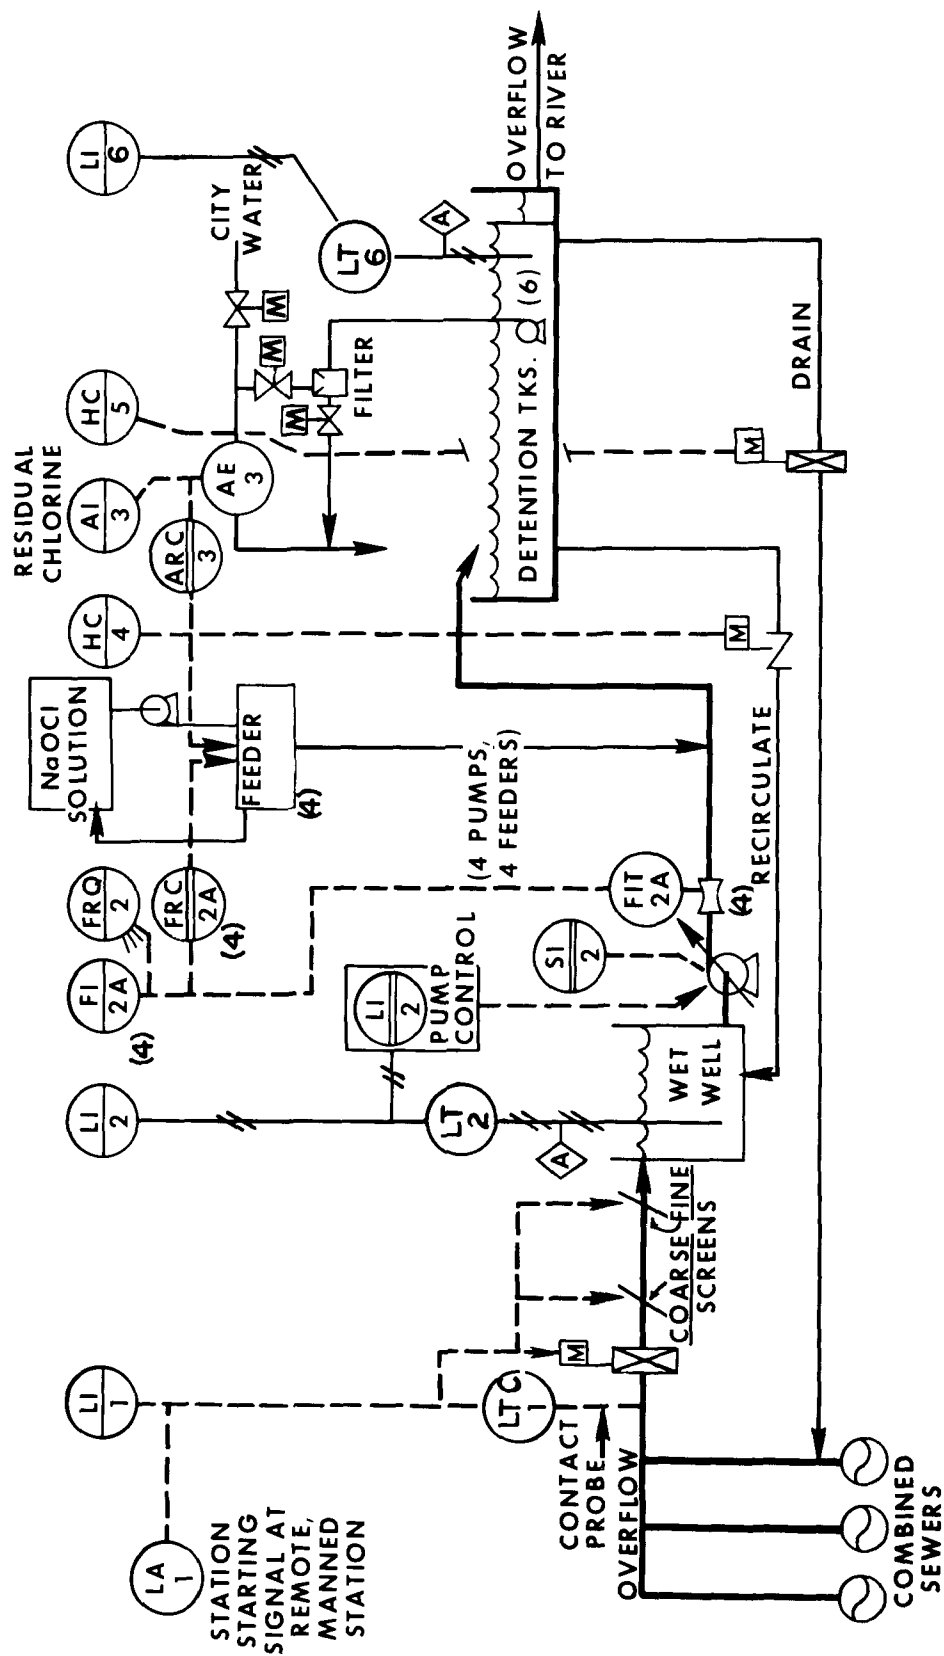 LA
1
STATION
STARTING
SIGNAL AT
REMOTE,
MANNED
STATION
LI
1
LTC
1
CONTACT
PROBE
OVERFLOW
COMBINED
SEWERS
M
COARSE FINE
SCREENS
LI
2
LT
2
A
LI
2
PUMP
CONTROL
WET
WELL
FI
2A
(4)
FRQ
2
FRC
2A
(4)
SI
2
FIT
2A
(4)
(4 PUMPS,
4 FEEDERS)
RECIRCULATE
NaOCl
SOLUTION
FEEDER
(4)
HC
4
M
RESIDUAL
CHLORINE
AI
3
ARC
3
AE
3
HC
5
M
M
M
FILTER
CITY
WATER
LI
6
LT
6
A
DETENTION TKS.
(6)
OVERFLOW
TO RIVER
M
DRAIN